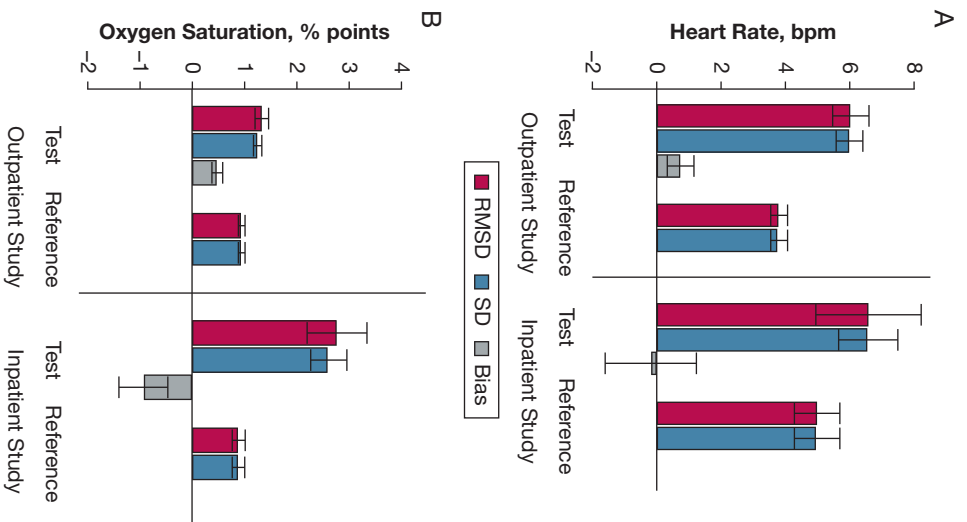 A
Heart Rate, bpm
8
6
4
2
0
−2
Test
Reference
Test
Reference
Outpatient Study
Inpatient Study
RMSD
SD
Bias
B
Oxygen Saturation, % points
4
3
2
1
0
−1
−2
Test
Reference
Test
Reference
Outpatient Study
Inpatient Study